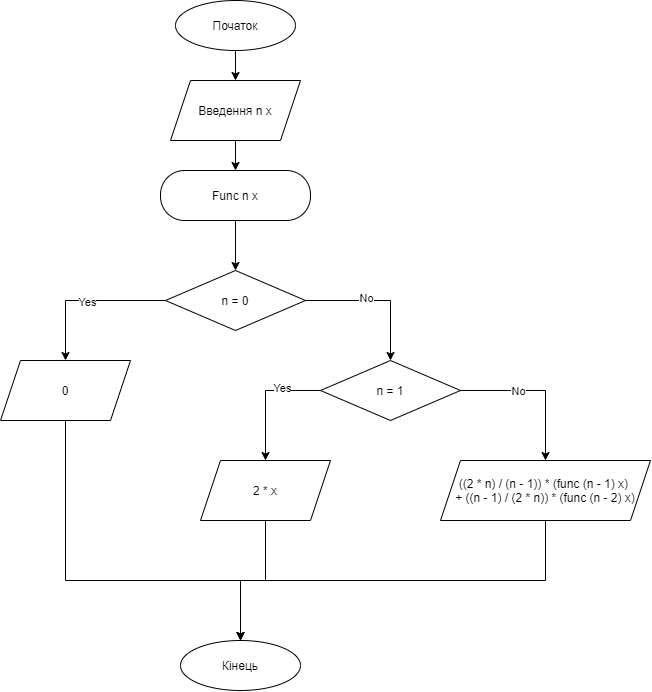 Початок
Введення n x
Func n x
n = 0
Yes
No
0
n = 1
Yes
No
2 * x
((2 * n) / (n - 1)) * (func (n - 1) x)
+ ((n - 1) / (2 * n)) * (func (n - 2) x)
Кінець